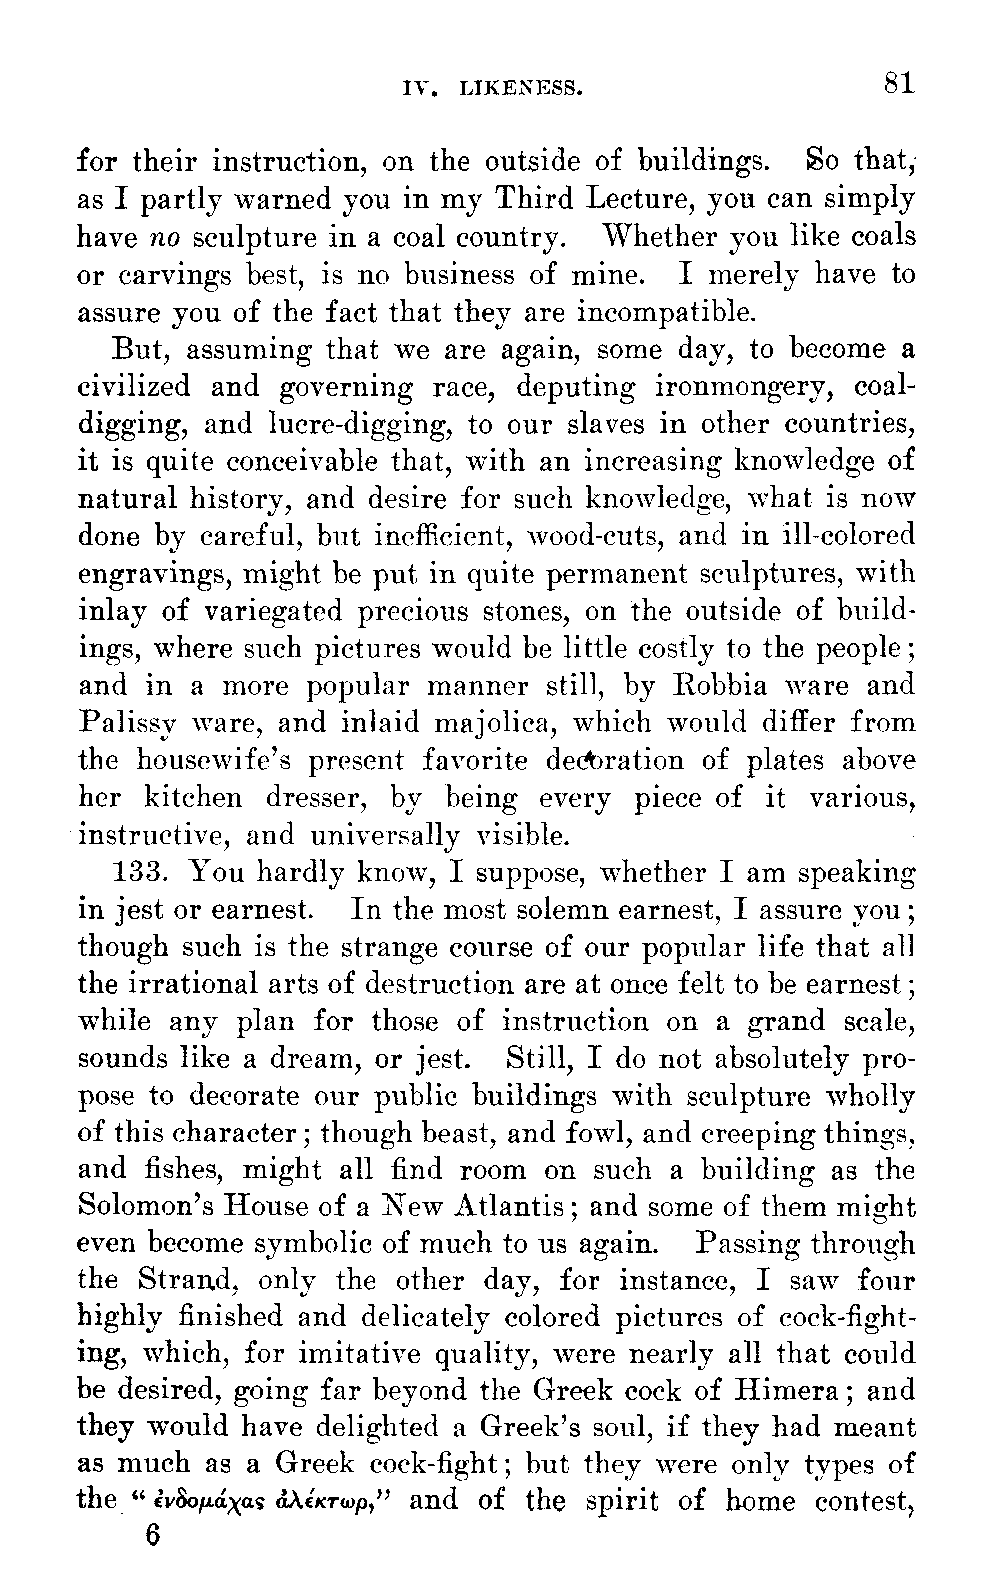 IV. LIKENESS. 81
for their instruction, on the outside of buildings. So that,
as I partly warned you in my Third Lecture, you can simply
have no sculpture in a coal country. Whether you like coals
or carvings best, is no business of mine. I merely have to
assure you of the fact that they are incompatible.
But, assuming that we are again, some day, to become a
civilized and governing race, deputing ironmongery, coal-
digging, and lucre-digging, to our slaves in other countries,
it is quite conceivable that, with an increasing knowledge of
natural history, and desire for such knowledge, what is now
done by careful, but inefficient, wood-cuts, and in ill-colored
engravings, might be put in quite permanent sculptures, with
inlay of variegated precious stones, on the outside of build-
ings, where such pictures would be little costly to the people;
and in a more popular manner still, by Robbia ware and
Palissy ware, and inlaid majolica, which would differ from
the housewife's present favorite decoration of plates above
her kitchen dresser, by being every piece of it various,
instructive, and universally visible.
133. You hardly know, I suppose, whether I am speaking
in jest or earnest. In the most solemn earnest, I assure you;
though such is the strange course of our popular life that all
the irrational arts of destruction are at once felt to be earnest;
while any plan for those of instruction on a grand scale,
sounds like a dream, or jest. Still, I do not absolutely pro-
pose to decorate our public buildings with sculpture wholly
of this character; though beast, and fowl, and creeping things,
and fishes, might all find room on such a building as the
Solomon's House of a New Atlantis; and some of them might
even become symbolic of much to us again. Passing through
the Strand, only the other day, for instance, I saw four
highly finished and delicately colored pictures of cock-fight-
ing, which, for imitative quality, were nearly all that could
be desired, going far beyond the Greek cock of Himera; and
they would have delighted a Greek's soul, if they had meant
as much as a Greek cock-fight; but they were only types of
the "ἐνδομάχας ἀλέκτωρ," and of the spirit of home contest,
6